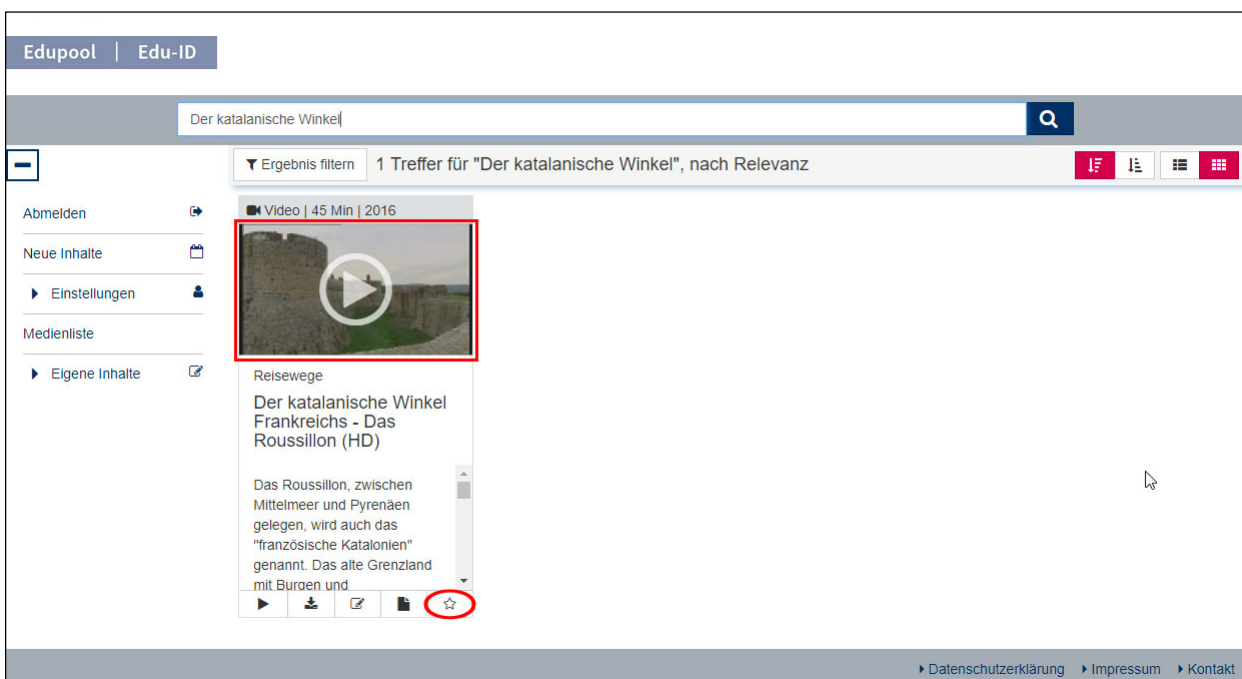 Edupool | Edu-ID
Der katalanische Winkel
Ergebnis filtern
1 Treffer für "Der katalanische Winkel", nach Relevanz
Abmelden
Neue Inhalte
Einstellungen
Medienliste
Eigene Inhalte
Video | 45 Min | 2016
Reisewege
Der katalanische Winkel
Frankreichs - Das
Roussillon (HD)
Das Roussillon, zwischen
Mittelmeer und Pyrenäen
gelegen, wird auch das
"französische Katalonien"
genannt. Das alte Grenzland
mit Burgen und
Datenschutzerklärung
Impressum
Kontakt